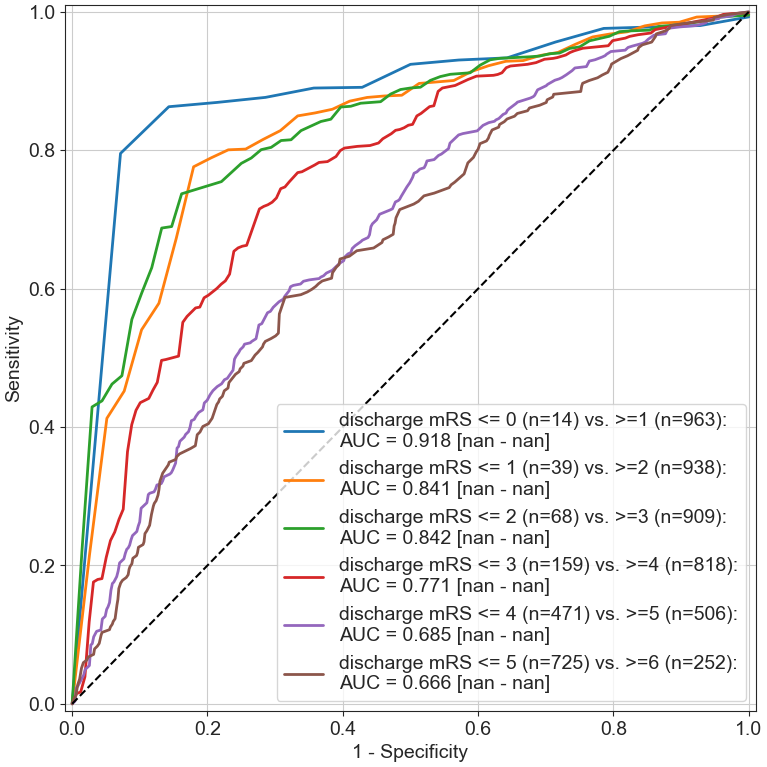 1.0
0.8
0.6
0.4
0.2
0.0
Sensitivity
discharge mRS <= 0 (n=14) vs. >=1 (n=963):
AUC = 0.918 [nan - nan]
discharge mRS <= 1 (n=39) vs. >=2 (n=938):
AUC = 0.841 [nan - nan]
discharge mRS <= 2 (n=68) vs. >=3 (n=909):
AUC = 0.842 [nan - nan]
discharge mRS <= 3 (n=159) vs. >=4 (n=818):
AUC = 0.771 [nan - nan]
discharge mRS <= 4 (n=471) vs. >=5 (n=506):
AUC = 0.685 [nan - nan]
discharge mRS <= 5 (n=725) vs. >=6 (n=252):
AUC = 0.666 [nan - nan]
0.0 0.2 0.4 0.6 0.8 1.0
1 - Specificity